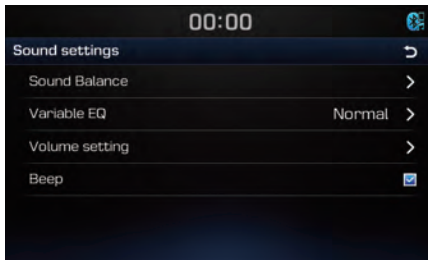 00:00
Sound settings
Sound Balance
Variable EQ Normal
Volume setting
Beep